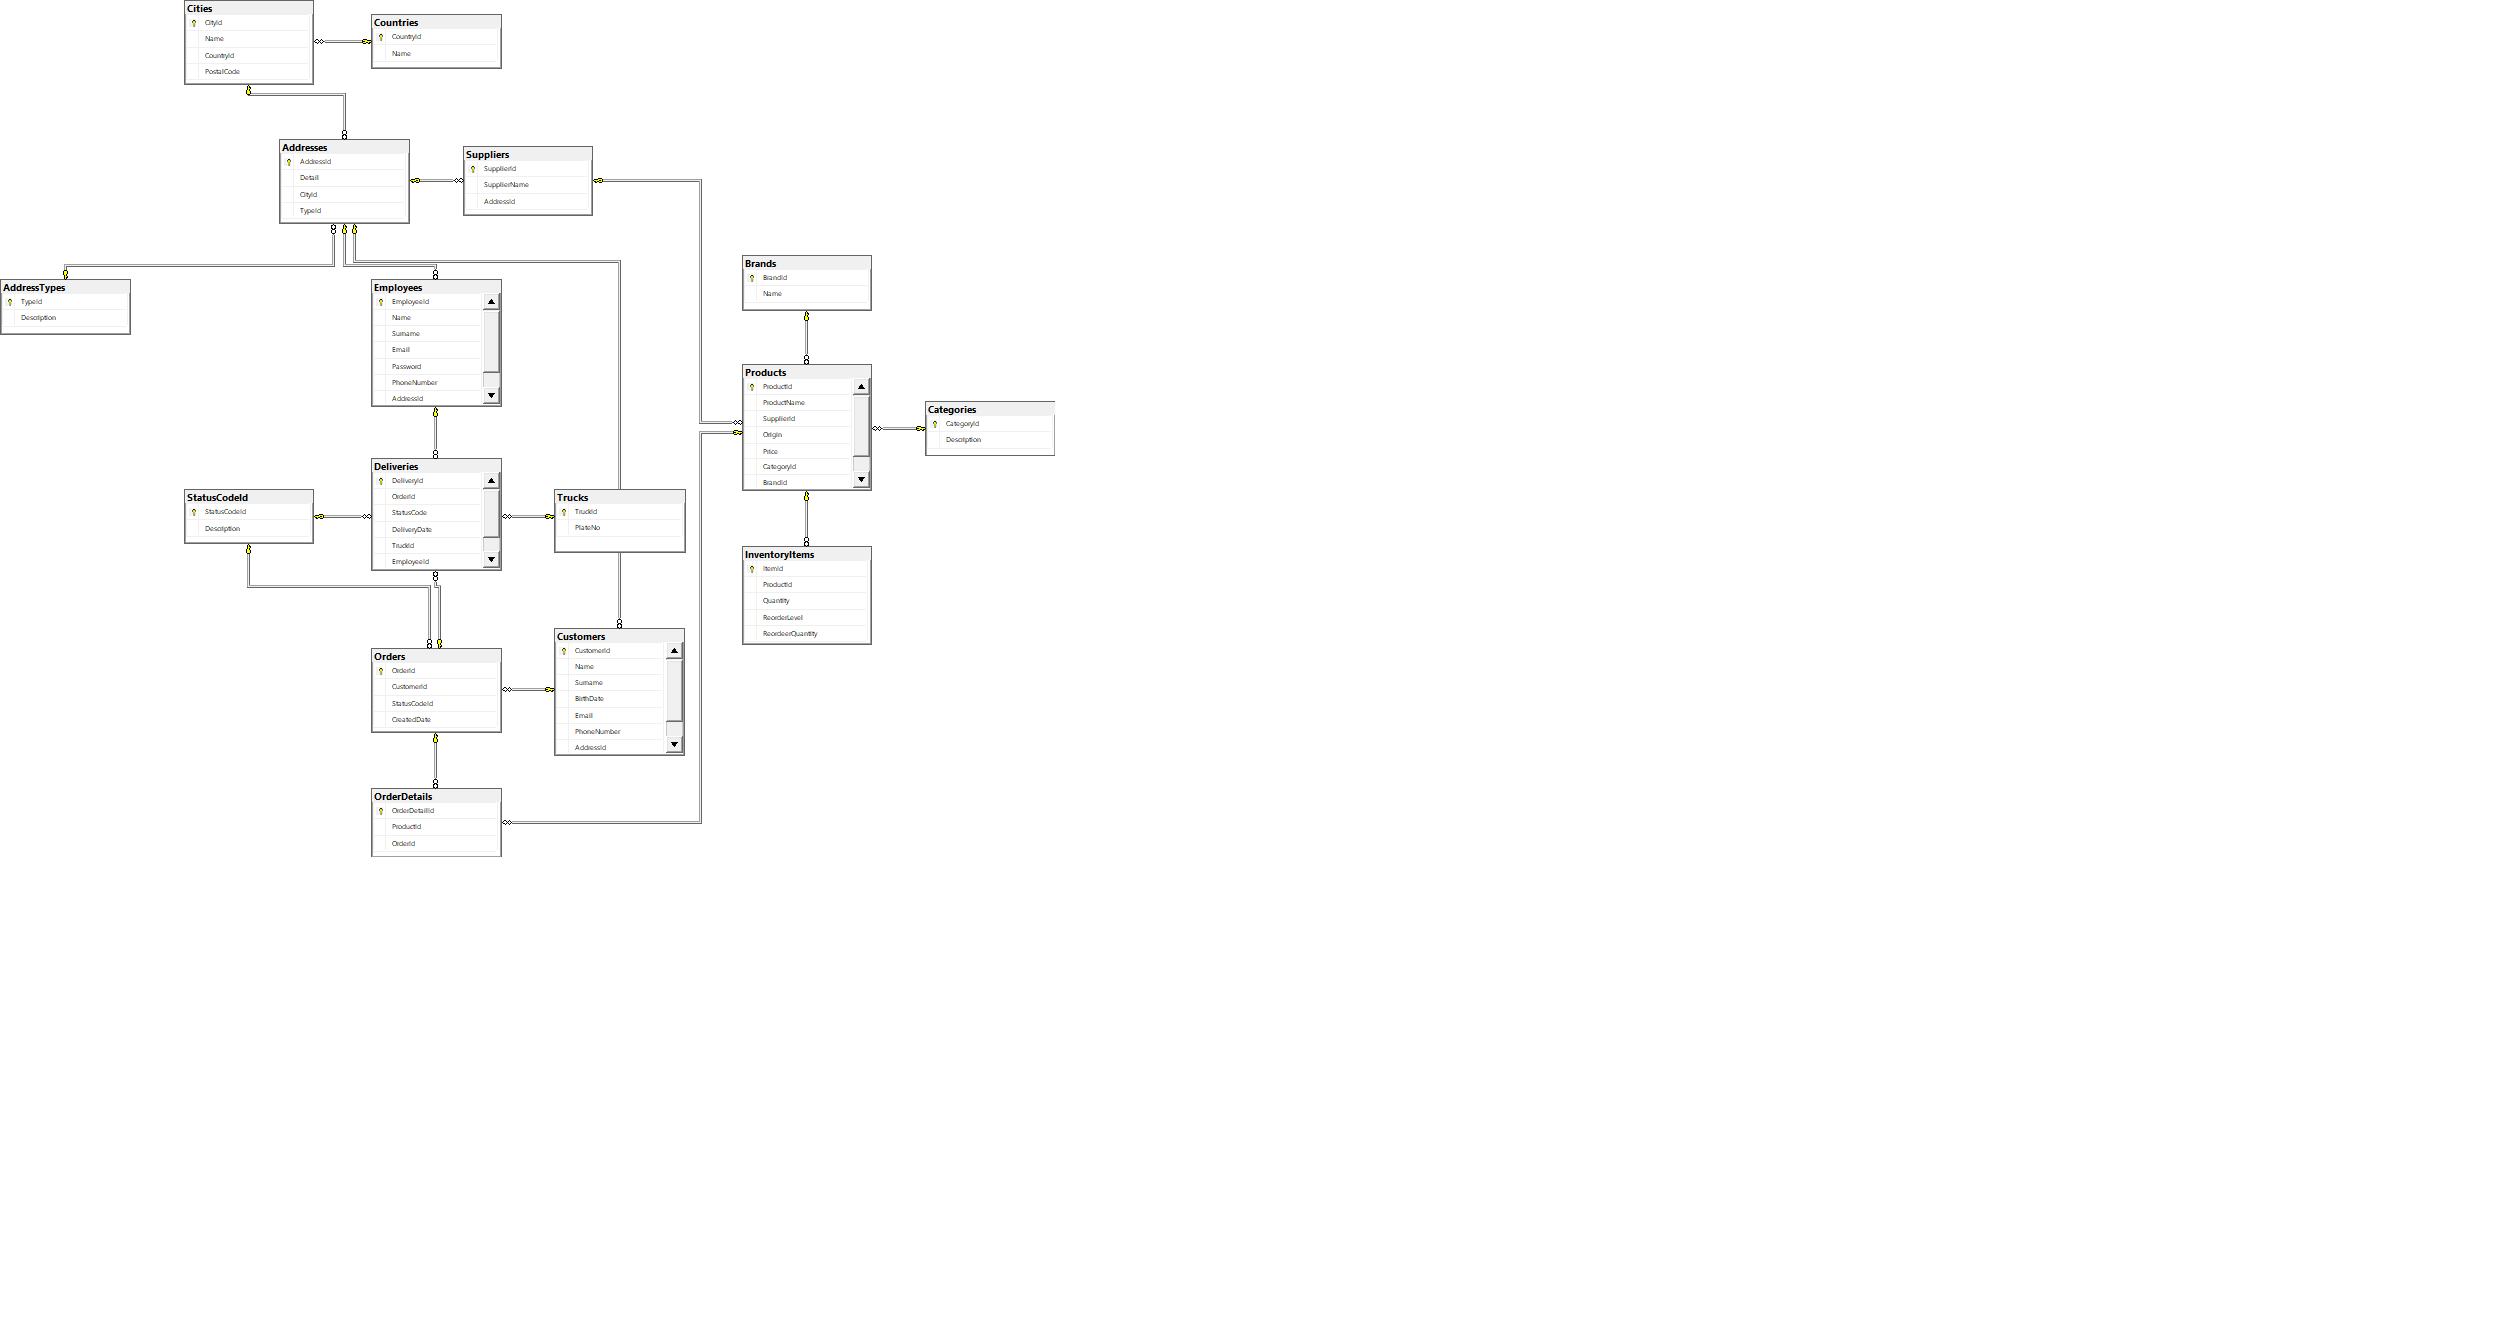 Cities
CityId
Name
CountryId
PostalCode
Countries
CountryId
Name
Addresses
AddressId
Detail
CityId
TypeId
Suppliers
SupplierId
SupplierName
AddressId
AddressTypes
TypeId
Description
Employees
EmployeeId
Name
Surname
Email
Password
PhoneNumber
AddressId
Brands
BrandId
Name
Products
ProductId
ProductName
SupplierId
Origin
Price
CategoryId
BrandId
Categories
CategoryId
Description
Deliveries
DeliveryId
OrderId
StatusCode
DeliveryDate
TruckId
EmployeeId
StatusCodeId
StatusCodeId
Description
Trucks
TruckId
PlateNo
InventoryItems
ItemId
ProductId
Quantity
ReorderLevel
ReordeerQuantity
Orders
OrderId
CustomerId
StatusCodeId
CreatedDate
Customers
CustomerId
Name
Surname
BirthDate
Email
PhoneNumber
AddressId
OrderDetails
OrderDetailId
ProductId
OrderId